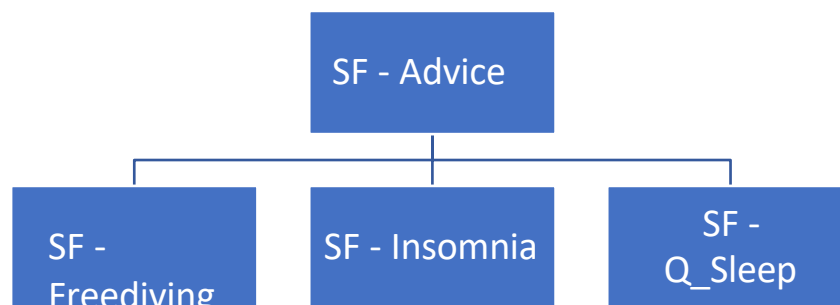 SF - Advice
SF -
Freediving
SF - Insomnia
SF -
Q_Sleep